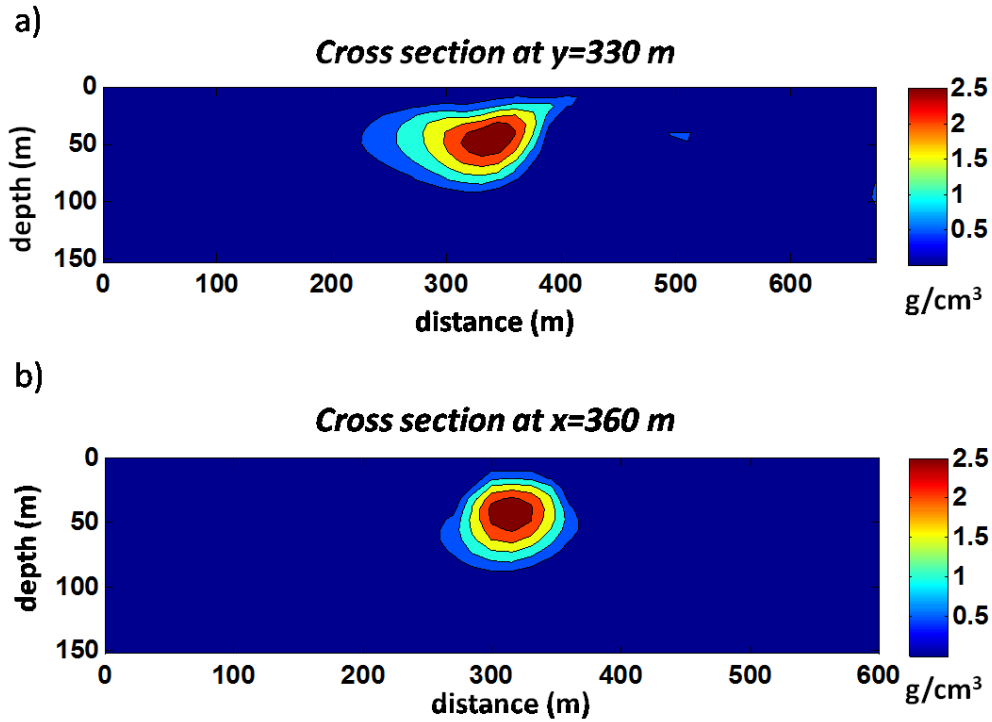 a)
Cross section at y=330 m
0
50
100
150
depth (m)
0 100 200 300 400 500 600
distance (m)
2.5
2
1.5
1
0.5
g/cm³
b)
Cross section at x=360 m
0
50
100
150
depth (m)
0 100 200 300 400 500 600
distance (m)
2.5
2
1.5
1
0.5
g/cm³